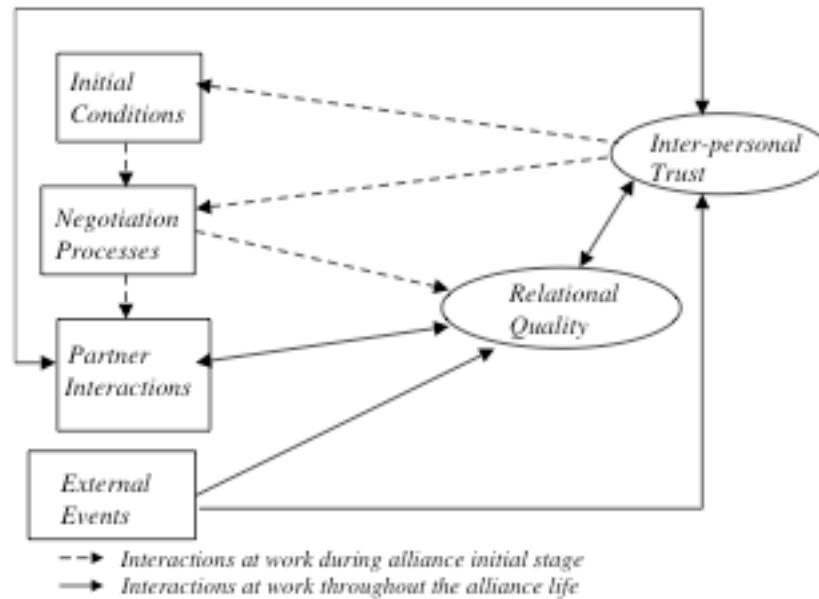 Initial
Conditions
Inter-personal
Trust
Negotiation
Processes
Relational
Quality
Partner
Interactions
External
Events
Interactions at work during alliance initial stage
Interactions at work throughout the alliance life